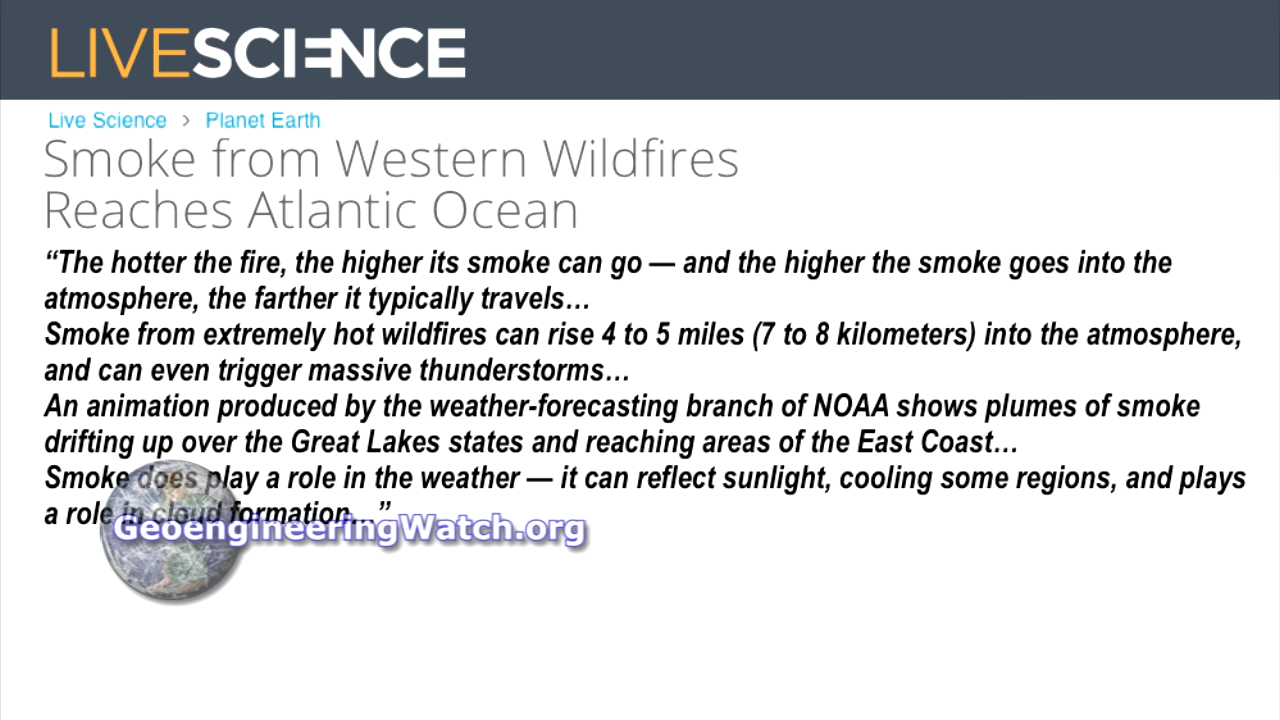 LIVESCIENCE
Live Science › Planet Earth
Smoke from Western Wildfires
Reaches Atlantic Ocean
“The hotter the fire, the higher its smoke can go — and the higher the smoke goes into the
atmosphere, the farther it typically travels…
Smoke from extremely hot wildfires can rise 4 to 5 miles (7 to 8 kilometers) into the atmosphere,
and can even trigger massive thunderstorms…
An animation produced by the weather-forecasting branch of NOAA shows plumes of smoke
drifting up over the Great Lakes states and reaching areas of the East Coast…
Smoke does play a role in the weather — it can reflect sunlight, cooling some regions, and plays
a role in cloud formation…”
GeoengineeringWatch.org